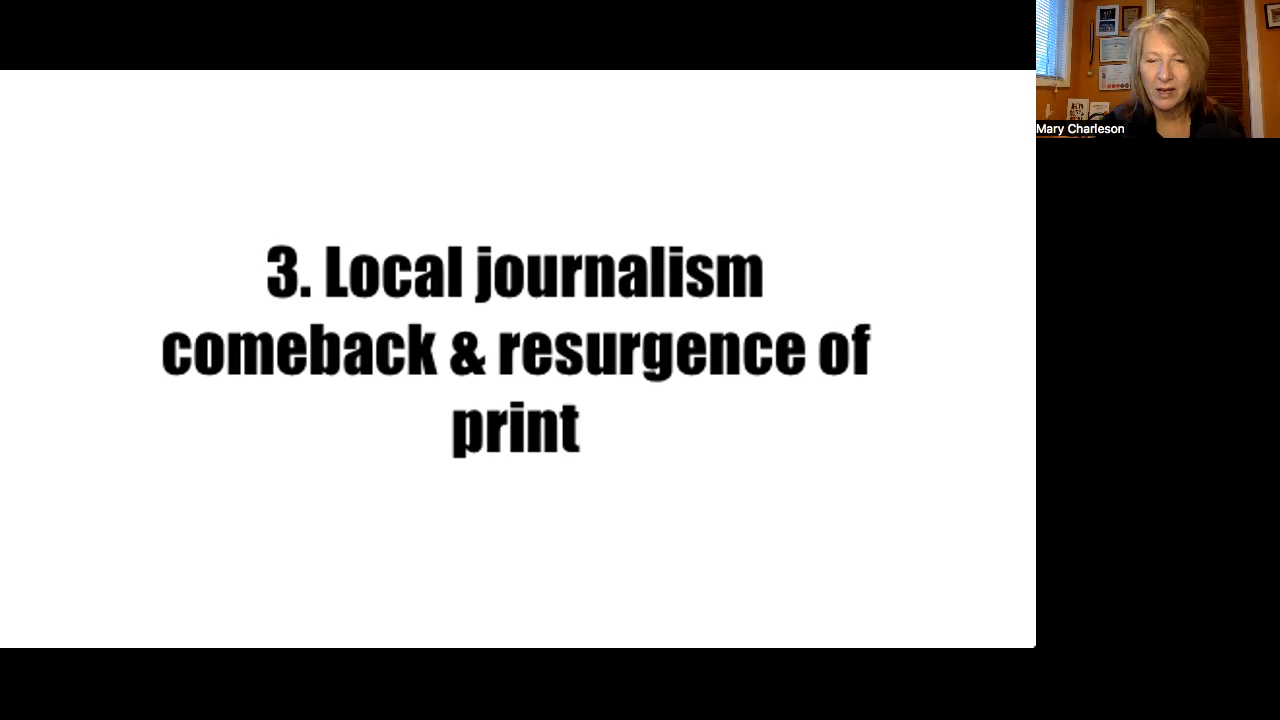 3. Local journalism
comeback & resurgence of
print
Mary Charleson